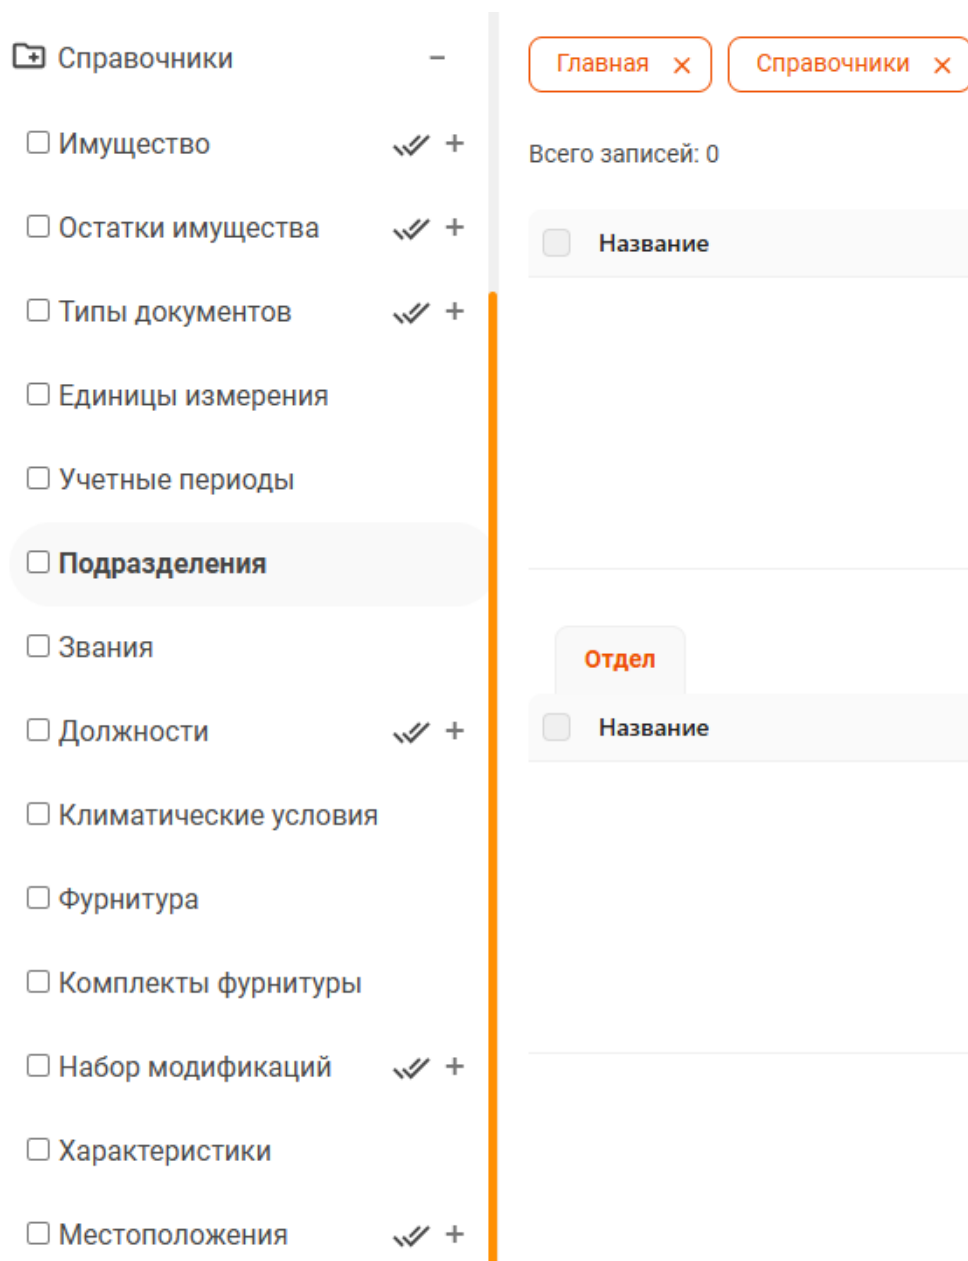 Справочники
Имущество
Остатки имущества
Типы документов
Единицы измерения
Учетные периоды
Подразделения
Звания
Должности
Климатические условия
Фурнитура
Комплекты фурнитуры
Набор модификаций
Характеристики
Местоположения
Главная
Справочники
Всего записей: 0
Название
Отдел
Название